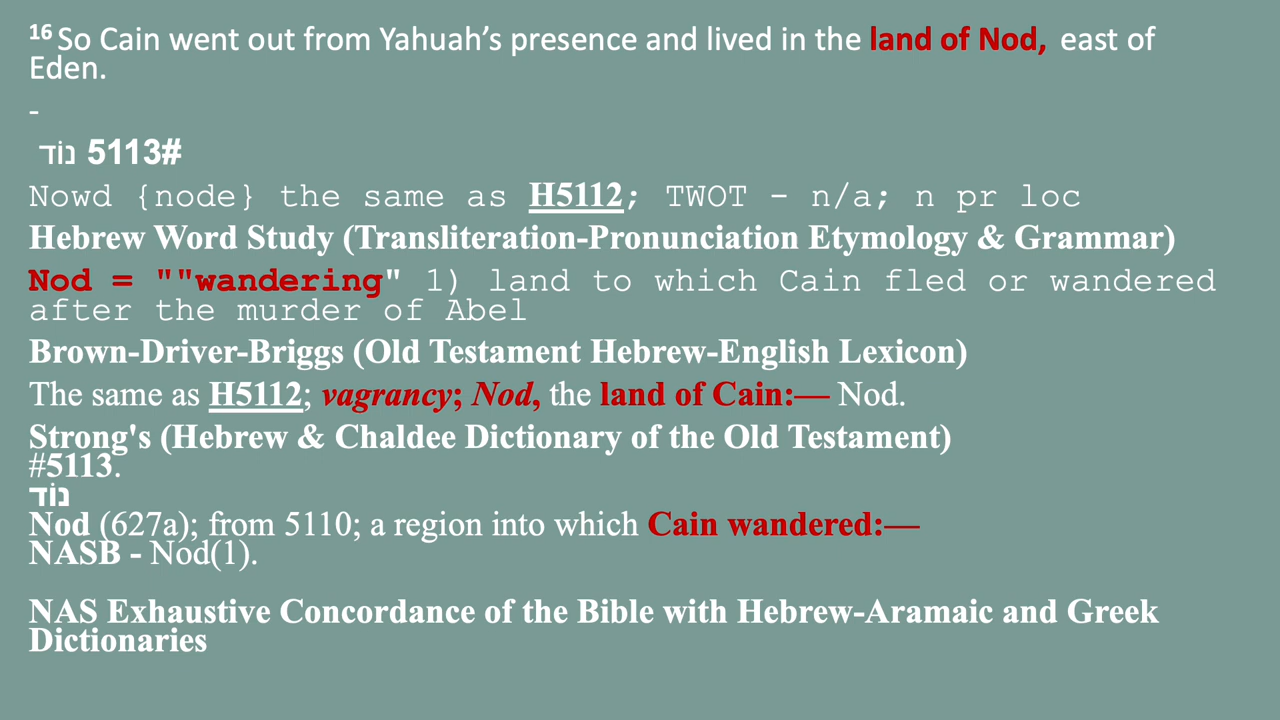 16 So Cain went out from Yahuah’s presence and lived in the land of Nod, east of
Eden.
-
נוֹד 5113#
Nowd {node} the same as H5112; TWOT - n/a; n pr loc
Hebrew Word Study (Transliteration-Pronunciation Etymology & Grammar)
Nod = ""wandering" 1) land to which Cain fled or wandered
after the murder of Abel
Brown-Driver-Briggs (Old Testament Hebrew-English Lexicon)
The same as H5112; vagrancy; Nod, the land of Cain:— Nod.
Strong's (Hebrew & Chaldee Dictionary of the Old Testament)
#5113.
נוֹד
Nod (627a); from 5110; a region into which Cain wandered:—
NASB - Nod(1).
NAS Exhaustive Concordance of the Bible with Hebrew-Aramaic and Greek
Dictionaries